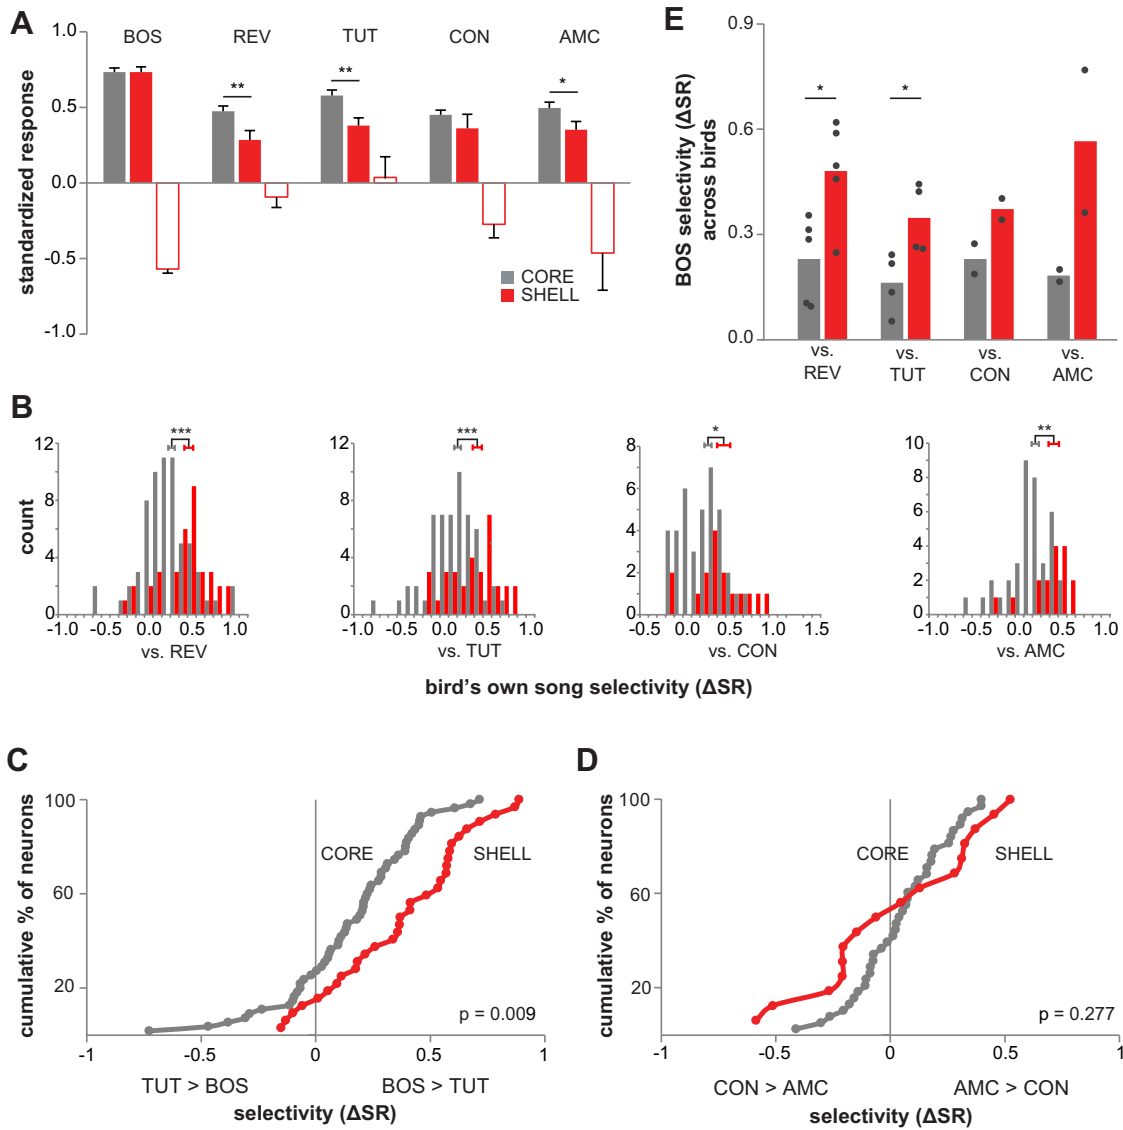 A
BOS REV TUT CON AMC
** ** *
1.0
0.5
0.0
-0.5
-1.0
standardized response
CORE
SHELL
E
0.9
0.6
0.3
0.0
BOS selectivity (ΔSR)
across birds
* *
vs. vs. vs. vs.
REV TUT CON AMC
B
count
***
12
8
4
0
-1.0 -0.5 0.0 0.5 1.0
vs. REV
***
12
8
4
0
-1.0 -0.5 0.0 0.5 1.0
vs. TUT
*
8
6
4
2
0
-0.5 0.0 0.5 1.0 1.5
vs. CON
**
10
8
6
4
2
0
-1.0 -0.5 0.0 0.5 1.0
vs. AMC
bird's own song selectivity (ΔSR)
C
cumulative % of neurons
100
60
20
CORE SHELL
p = 0.009
-1 -0.5 0 0.5 1
TUT > BOS BOS > TUT
selectivity (ΔSR)
D
cumulative % of neurons
100
60
20
CORE SHELL
p = 0.277
-1 -0.5 0 0.5 1
CON > AMC AMC > CON
selectivity (ΔSR)